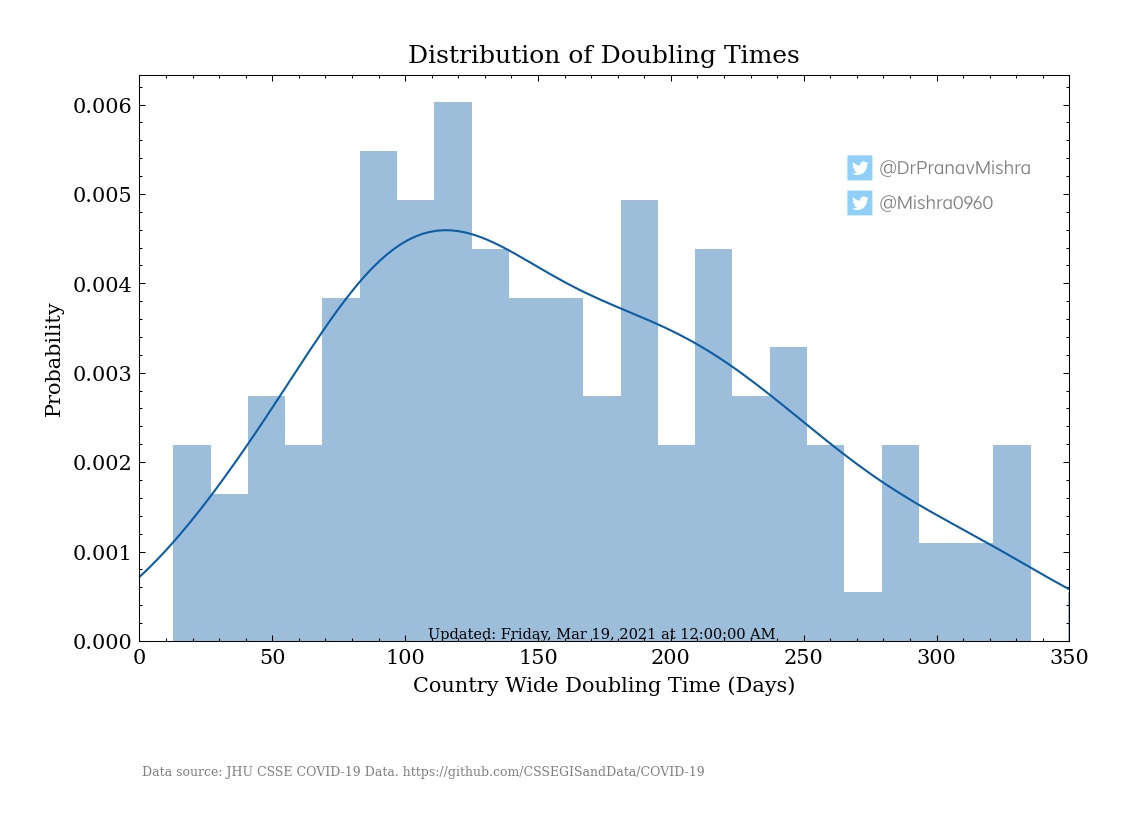 Distribution of Doubling Times
0.006
0.005
0.004
0.003
0.002
0.001
0.000
Probability
@DrPranavMishra
@Mishra0960
Updated: Friday, Mar 19, 2021 at 12:00:00 AM
0 50 100 150 200 250 300 350
Country Wide Doubling Time (Days)
Data source: JHU CSSE COVID-19 Data. https://github.com/CSSEGISandData/COVID-19